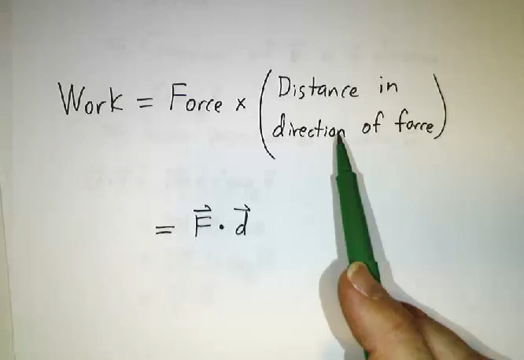 Work = Force × (Distance in
direction of force)
= F⃗ · d⃗